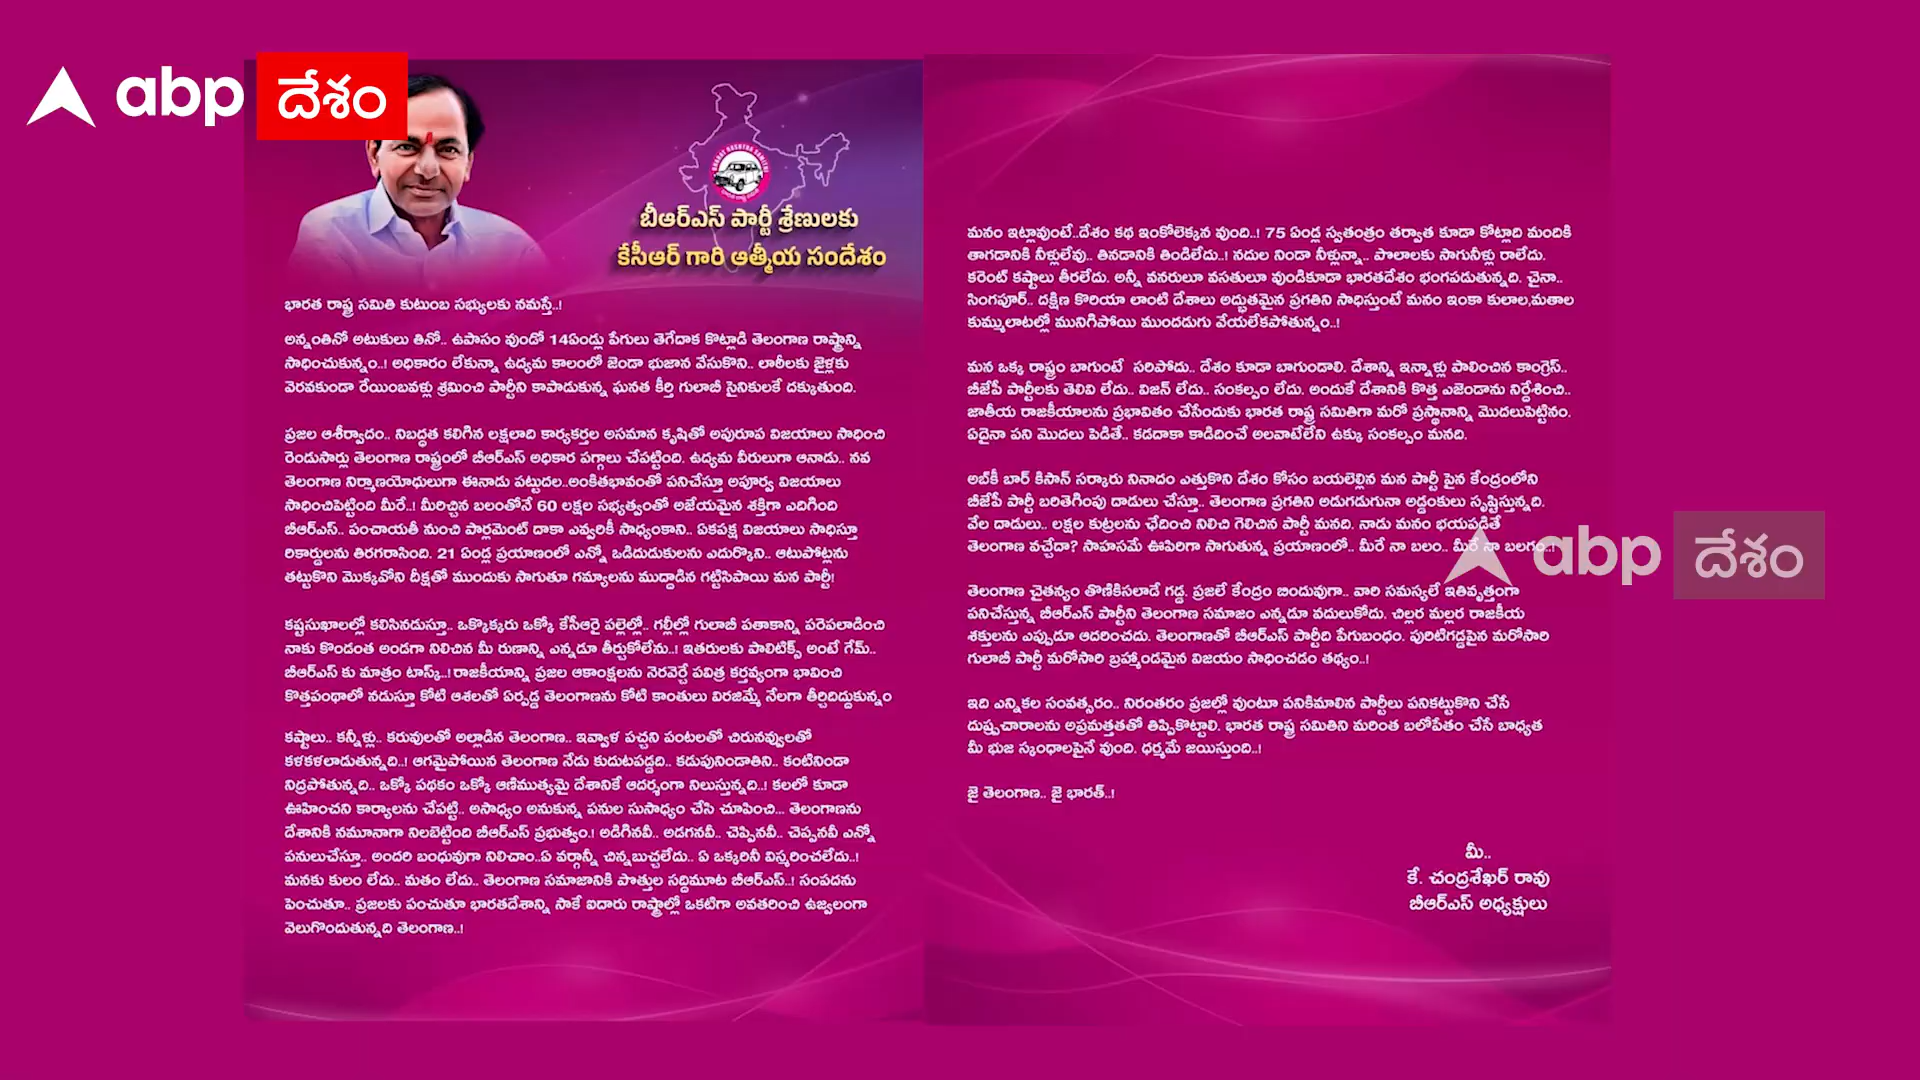 abp దేశం
BHARAT RASHTRA SAMITHI
బీఆర్ఎస్ పార్టీ శ్రేణులకు
కేసీఆర్ గారి ఆత్మీయ సందేశం
భారత రాష్ట్ర సమితి కుటుంబ సభ్యులకు నమస్తే..!
అన్నంతినో అటుకులు తినో.. ఉపాసం వుండో 14ఏండ్లు పేగులు తెగేదాక కొట్లాడి తెలంగాణ రాష్ట్రాన్ని
సాధించుకున్నం..! అధికారం లేకున్నా ఉద్యమ కాలంలో జెండా భుజాన వేసుకొని.. లాఠీలకు జైళ్లకు
వెరవకుండా రేయింబవళ్లు శ్రమించి పార్టీని కాపాడుకున్న ఘనత కీర్తి గులాబీ సైనికులకే దక్కుతుంది.
ప్రజల ఆశీర్వాదం.. నిబద్ధత కలిగిన లక్షలాది కార్యకర్తల అసమాన కృషితో అపురూప విజయాలు సాధించి
రెండుసార్లు తెలంగాణ రాష్ట్రంలో బీఆర్ఎస్ అధికార పగ్గాలు చేపట్టింది. ఉద్యమ వీరులుగా ఆనాడు.. నవ
తెలంగాణ నిర్మాణయోధులుగా ఈనాడు పట్టుదల..అంకితభావంతో పనిచేస్తూ అపూర్వ విజయాలు
సాధించిపెట్టింది మీరే..! మీరిచ్చిన బలంతోనే 60 లక్షల సభ్యత్వంతో అజేయమైన శక్తిగా ఎదిగింది
బీఆర్ఎస్.. పంచాయతీ నుంచి పార్లమెంట్ దాకా ఎవ్వరికీ సాధ్యంకాని.. ఏకపక్ష విజయాలు సాధిస్తూ
రికార్డులను తిరగరాసింది. 21 ఏండ్ల ప్రయాణంలో ఎన్నో ఒడిదుడుకులను ఎదుర్కొని.. ఆటుపోట్లను
తట్టుకొని మొక్కవోని దీక్షతో ముందుకు సాగుతూ గమ్యాలను ముద్దాడిన గట్టిసిపాయి మన పార్టీ!
కష్టసుఖాలల్లో కలిసినడుస్తూ.. ఒక్కొక్కరు ఒక్కో కేసీఆరై పల్లెల్లో.. గల్లీల్లో గులాబీ పతాకాన్ని పరెపలాడించి
నాకు కొండంత అండగా నిలిచిన మీ రుణాన్ని ఎన్నడూ తీర్చుకోలేను..! ఇతరులకు పాలిటిక్స్ అంటే గేమ్..
బీఆర్ఎస్ కు మాత్రం టాస్క్..! రాజకీయాన్ని ప్రజల ఆకాంక్షలను నెరవెర్చే పవిత్ర కర్తవ్యంగా భావించి
కొత్తపంథాలో నడుస్తూ కోటి ఆశలతో ఏర్పడ్డ తెలంగాణను కోటి కాంతులు విరజిమ్మే నేలగా తీర్చిదిద్దుకున్నం
కష్టాలు.. కన్నీళ్లు.. కరువులతో అల్లాడిన తెలంగాణ.. ఇవ్వాళ పచ్చని పంటలతో చిరునవ్వులతో
కళకళలాడుతున్నది..! ఆగమైపోయిన తెలంగాణ నేడు కుదుటపడ్డది.. కడుపునిండాతిని.. కంటినిండా
నిద్రపోతున్నది.. ఒక్కో పథకం ఒక్కో ఆణిముత్యమై దేశానికే ఆదర్శంగా నిలుస్తున్నది..! కలలో కూడా
ఊహించని కార్యాలను చేపట్టి.. అసాధ్యం అనుకున్న పనుల సుసాధ్యం చేసి చూపించి... తెలంగాణను
దేశానికి నమూనాగా నిలబెట్టింది బీఆర్ఎస్ ప్రభుత్వం.! అడిగినవీ.. అడగనవీ.. చెప్పినవీ.. చెప్పనవీ ఎన్నో
పనులుచేస్తూ.. అందరి బంధువుగా నిలిచాం..ఏ వర్గాన్నీ చిన్నబుచ్చలేదు.. ఏ ఒక్కరినీ విస్మరించలేదు..!
మనకు కులం లేదు.. మతం లేదు.. తెలంగాణ సమాజానికి పొత్తుల సద్దిమూట బీఆర్ఎస్..! సంపదను
పెంచుతూ.. ప్రజలకు పంచుతూ భారతదేశాన్ని సాకే ఐదారు రాష్ట్రాల్లో ఒకటిగా అవతరించి ఉజ్వలంగా
వెలుగొందుతున్నది తెలంగాణ..!
మనం ఇట్లావుంటే..దేశం కథ ఇంకోలెక్కన వుంది..! 75 ఏండ్ల స్వతంత్రం తర్వాత కూడా కోట్లాది మందికి
తాగడానికి నీళ్లులేవు.. తినడానికి తిండిలేదు..! నదుల నిండా నీళ్లున్నా.. పొలాలకు సాగునీళ్లు రాలేదు.
కరెంట్ కష్టాలు తీరలేదు. అన్నీ వనరులూ వసతులూ వుండికూడా భారతదేశం భంగపడుతున్నది. చైనా..
సింగపూర్.. దక్షిణ కొరియా లాంటి దేశాలు అద్భుతమైన ప్రగతిని సాధిస్తుంటే మనం ఇంకా కులాల,మతాల
కుమ్ములాటల్లో మునిగిపోయి ముందడుగు వేయలేకపోతున్నం..!
మన ఒక్క రాష్ట్రం బాగుంటే సరిపోదు.. దేశం కూడా బాగుండాలి. దేశాన్ని ఇన్నాళ్లు పాలించిన కాంగ్రెస్..
బీజేపీ పార్టీలకు తెలివి లేదు.. విజన్ లేదు.. సంకల్పం లేదు. అందుకే దేశానికి కొత్త ఎజెండాను నిర్దేశించి..
జాతీయ రాజకీయాలను ప్రభావితం చేసేందుకు భారత రాష్ట్ర సమితిగా మరో ప్రస్థానాన్ని మొదలుపెట్టినం.
ఏదైనా పని మొదలు పెడితే.. కడదాకా కాడిదించే అలవాటేలేని ఉక్కు సంకల్పం మనది.
అబ్‌కీ బార్ కిసాన్ సర్కారు నినాదం ఎత్తుకొని దేశం కోసం బయలెల్లిన మన పార్టీ పైన కేంద్రంలోని
బీజేపీ పార్టీ బరితెగింపు దాడులు చేస్తూ.. తెలంగాణ ప్రగతిని అడుగడుగునా అడ్డంకులు సృష్టిస్తున్నది.
వేల దాడులు.. లక్షల కుట్రలను ఛేదించి నిలిచి గెలిచిన పార్టీ మనది. నాడు మనం భయపడితే
తెలంగాణ వచ్చేదా? సాహసమే ఊపిరిగా సాగుతున్న ప్రయాణంలో.. మీరే నా బలం.. మీరే నా బలగం..!
abp దేశం
తెలంగాణ చైతన్యం తొణికిసలాడే గడ్డ. ప్రజలే కేంద్రం బిందువుగా.. వారి సమస్యలే ఇతివృత్తంగా
పనిచేస్తున్న బీఆర్ఎస్ పార్టీని తెలంగాణ సమాజం ఎన్నడూ వదులుకోదు. చిల్లర మల్లర రాజకీయ
శక్తులను ఎప్పుడూ ఆదరించదు. తెలంగాణతో బీఆర్ఎస్ పార్టీది పేగుబంధం. పురిటిగడ్డపైన మరోసారి
గులాబీ పార్టీ మరోసారి బ్రహ్మాండమైన విజయం సాధించడం తథ్యం..!
ఇది ఎన్నికల సంవత్సరం.. నిరంతరం ప్రజల్లో వుంటూ పనికిమాలిన పార్టీలు పనికట్టుకొని చేసే
దుష్ప్రచారాలను అప్రమత్తతతో తిప్పికొట్టాలి. భారత రాష్ట్ర సమితిని మరింత బలోపేతం చేసే బాధ్యత
మీ భుజ స్కంధాలపైనే వుంది. ధర్మమే జయిస్తుంది..!
జై తెలంగాణ.. జై భారత్..!
మీ..
కే. చంద్రశేఖర్ రావు
బీఆర్ఎస్ అధ్యక్షులు